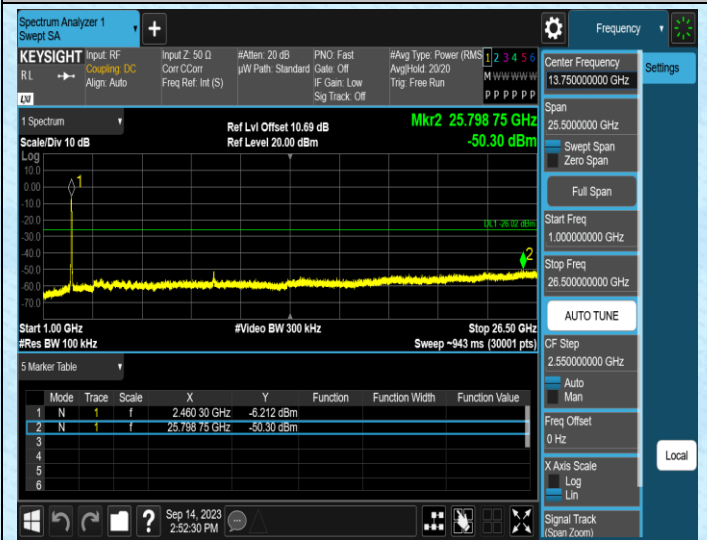 Spectrum Analyzer 1
Swept SA
+
Frequency
KEYSIGHT
Input: RF
Coupling: DC
Align: Auto
Input Z: 50 Ω
Corr CCorr
Freq Ref: Int (S)
#Atten: 20 dB
µW Path: Standard
PNO: Fast
Gate: Off
IF Gain: Low
Sig Track: Off
#Avg Type: Power (RMS
Avg|Hold: 20/20
Trig: Free Run
1 2 3 4 5 6
M W W W W W
P P P P P P
RL
LXI
1 Spectrum
Scale/Div 10 dB
Ref Lvl Offset 10.69 dB
Ref Level 20.00 dBm
Mkr2 25.798 75 GHz
-50.30 dBm
Log
10.0
0.00
-10.0
-20.0
-30.0
-40.0
-50.0
-60.0
-70.0
1
DL1 -26.02 dBm
2
Start 1.00 GHz
#Video BW 300 kHz
Stop 26.50 GHz
#Res BW 100 kHz
Sweep ~943 ms (30001 pts)
5 Marker Table
Mode Trace Scale X Y Function Function Width Function Value
1 N 1 f 2.460 30 GHz -6.212 dBm
2 N 1 f 25.798 75 GHz -50.30 dBm
3
4
5
6
?
Sep 14, 2023
2:52:30 PM
Center Frequency
13.750000000 GHz
Settings
Span
25.5000000 GHz
Swept Span
Zero Span
Full Span
Start Freq
1.000000000 GHz
Stop Freq
26.500000000 GHz
AUTO TUNE
CF Step
2.550000000 GHz
Auto
Man
Freq Offset
0 Hz
Local
X Axis Scale
Log
Lin
Signal Track
(Span Zoom)